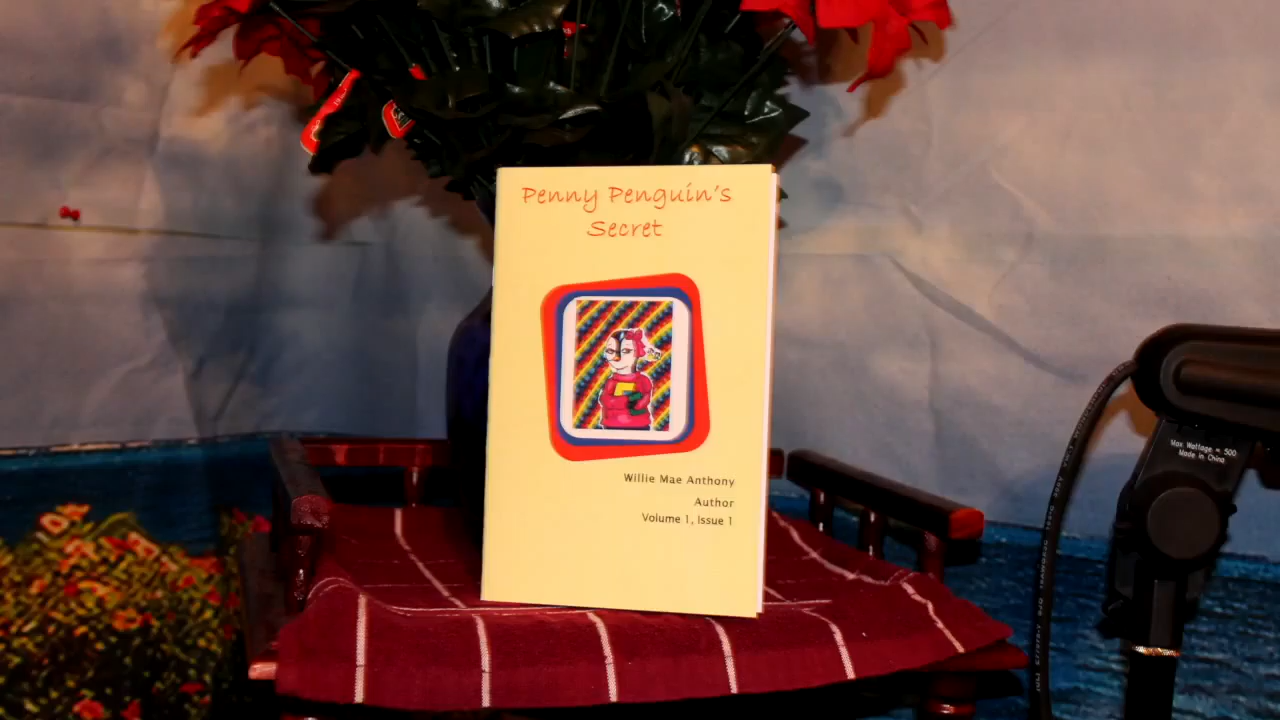 Penny Penguin's
Secret
Willie Mae Anthony
Author
Volume 1, Issue 1
Max. Wattage = 500
Made in China